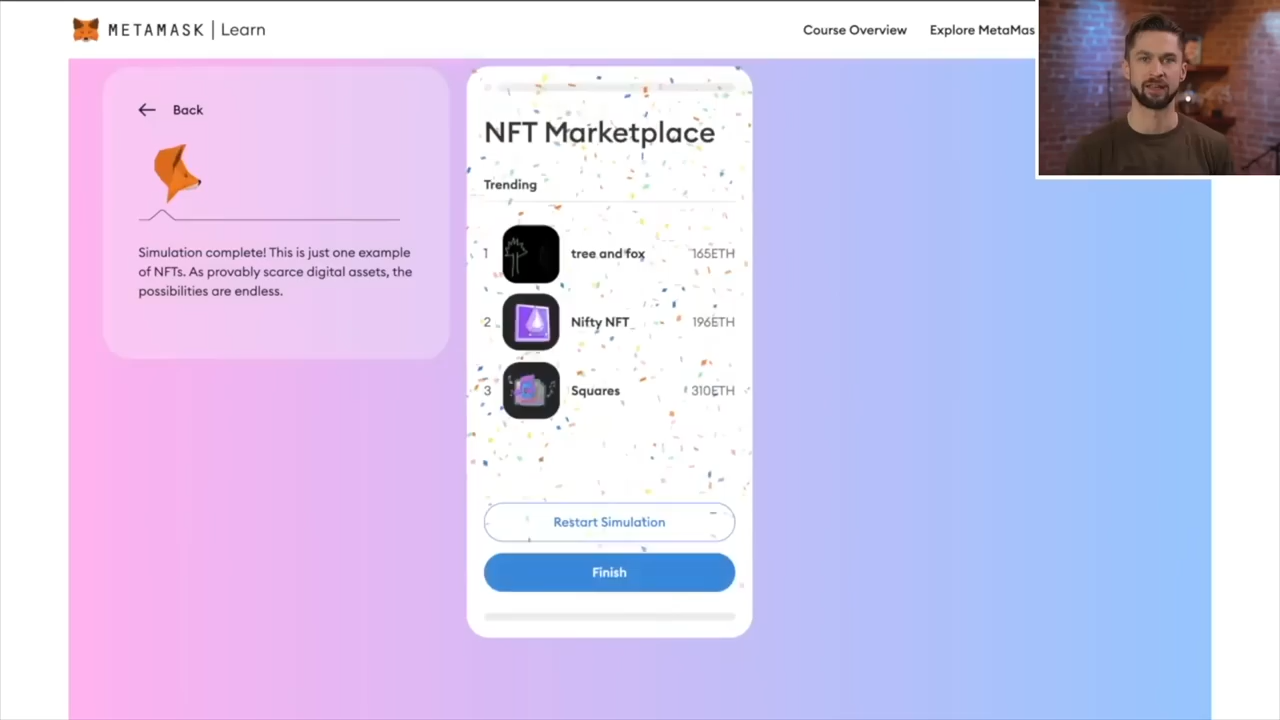 METAMASK | Learn
Course Overview
Explore MetaMas
Back
Simulation complete! This is just one example
of NFTs. As provably scarce digital assets, the
possibilities are endless.
NFT Marketplace
Trending
1 tree and fox 165ETH
2 Nifty NFT 196ETH
3 Squares 310ETH
Restart Simulation
Finish